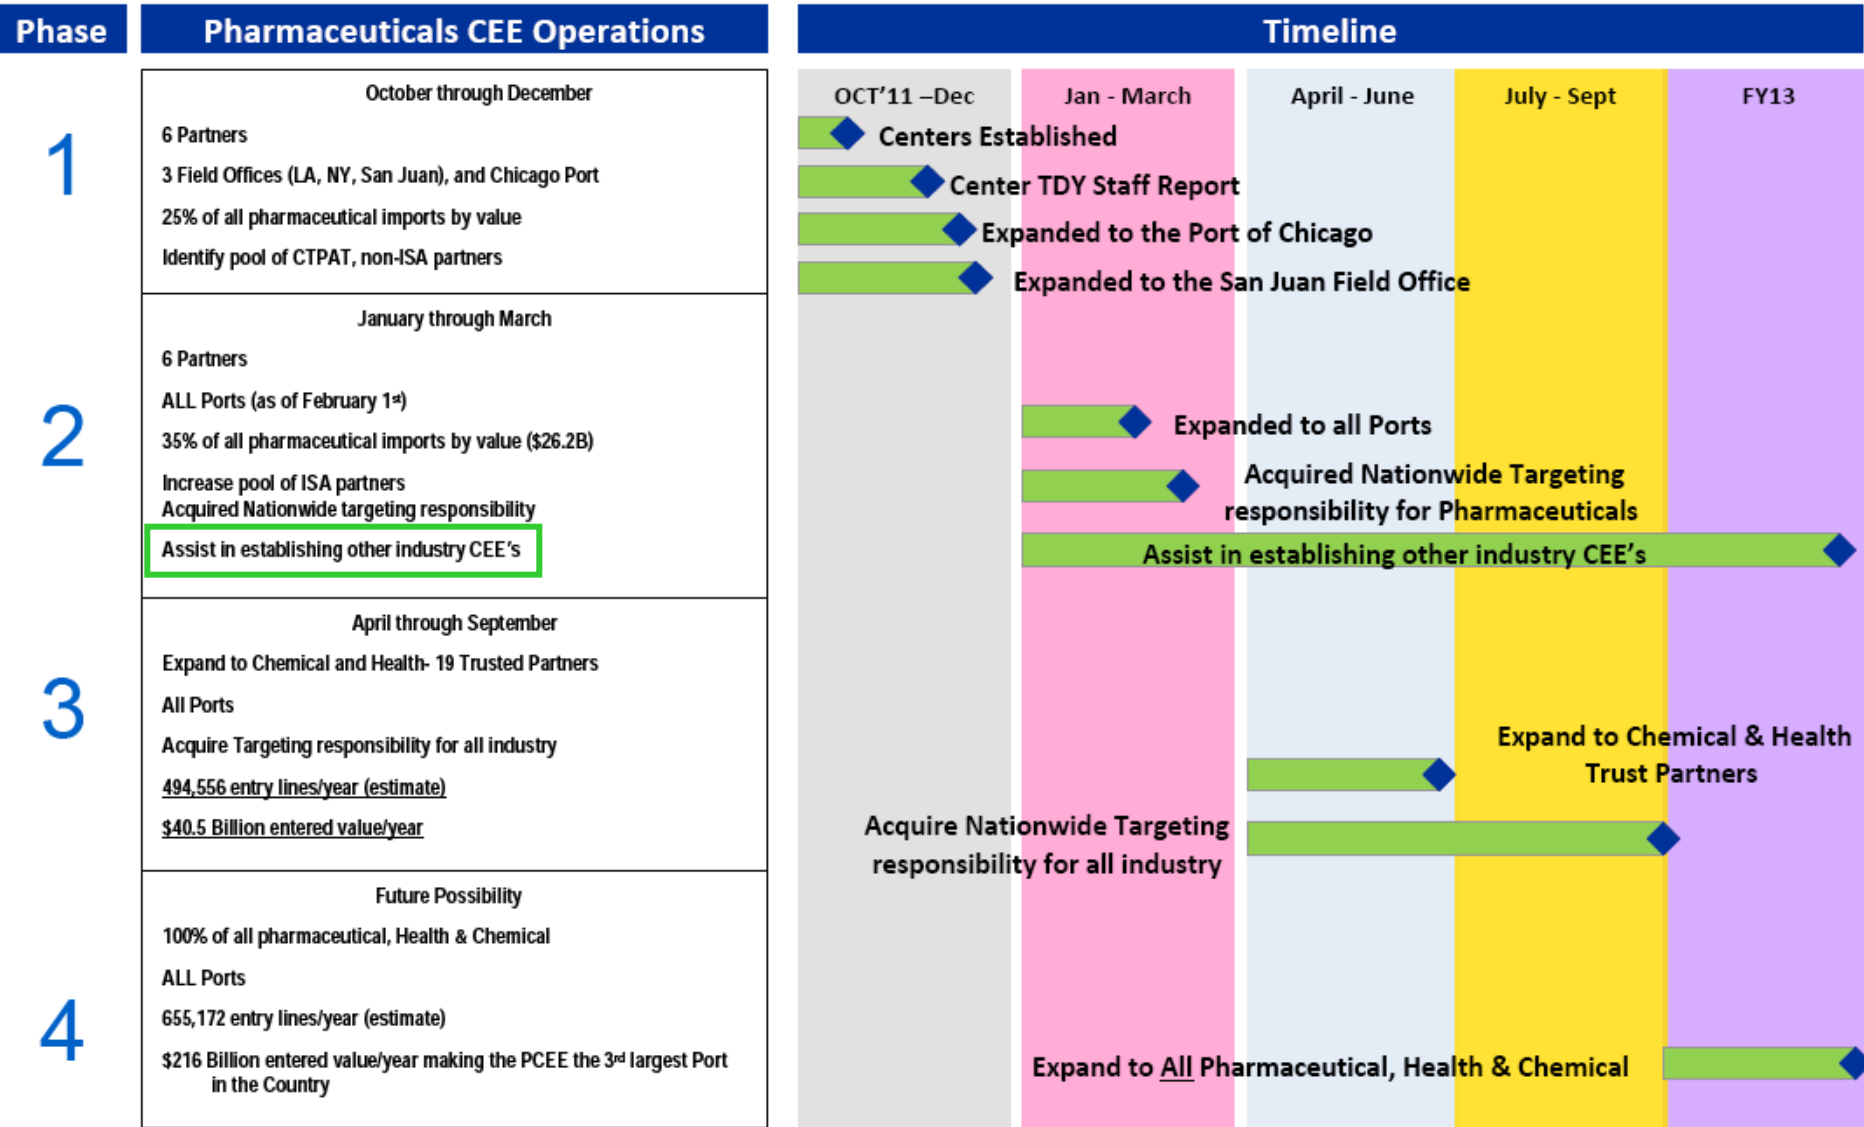 Phase
Pharmaceuticals CEE Operations
Timeline
1
October through December
6 Partners
3 Field Offices (LA, NY, San Juan), and Chicago Port
25% of all pharmaceutical imports by value
Identify pool of CTPAT, non-ISA partners
2
January through March
6 Partners
ALL Ports (as of February 1st)
35% of all pharmaceutical imports by value ($26.2B)
Increase pool of ISA partners
Acquired Nationwide targeting responsibility
Assist in establishing other industry CEE's
3
April through September
Expand to Chemical and Health- 19 Trusted Partners
All Ports
Acquire Targeting responsibility for all industry
494,556 entry lines/year (estimate)
$40.5 Billion entered value/year
4
Future Possibility
100% of all pharmaceutical, Health & Chemical
ALL Ports
655,172 entry lines/year (estimate)
$216 Billion entered value/year making the PCEE the 3rd largest Port
in the Country
OCT'11 –Dec
Jan - March
April - June
July - Sept
FY13
Centers Established
Center TDY Staff Report
Expanded to the Port of Chicago
Expanded to the San Juan Field Office
Expanded to all Ports
Acquired Nationwide Targeting
responsibility for Pharmaceuticals
Assist in establishing other industry CEE's
Expand to Chemical & Health
Trust Partners
Acquire Nationwide Targeting
responsibility for all industry
Expand to All Pharmaceutical, Health & Chemical